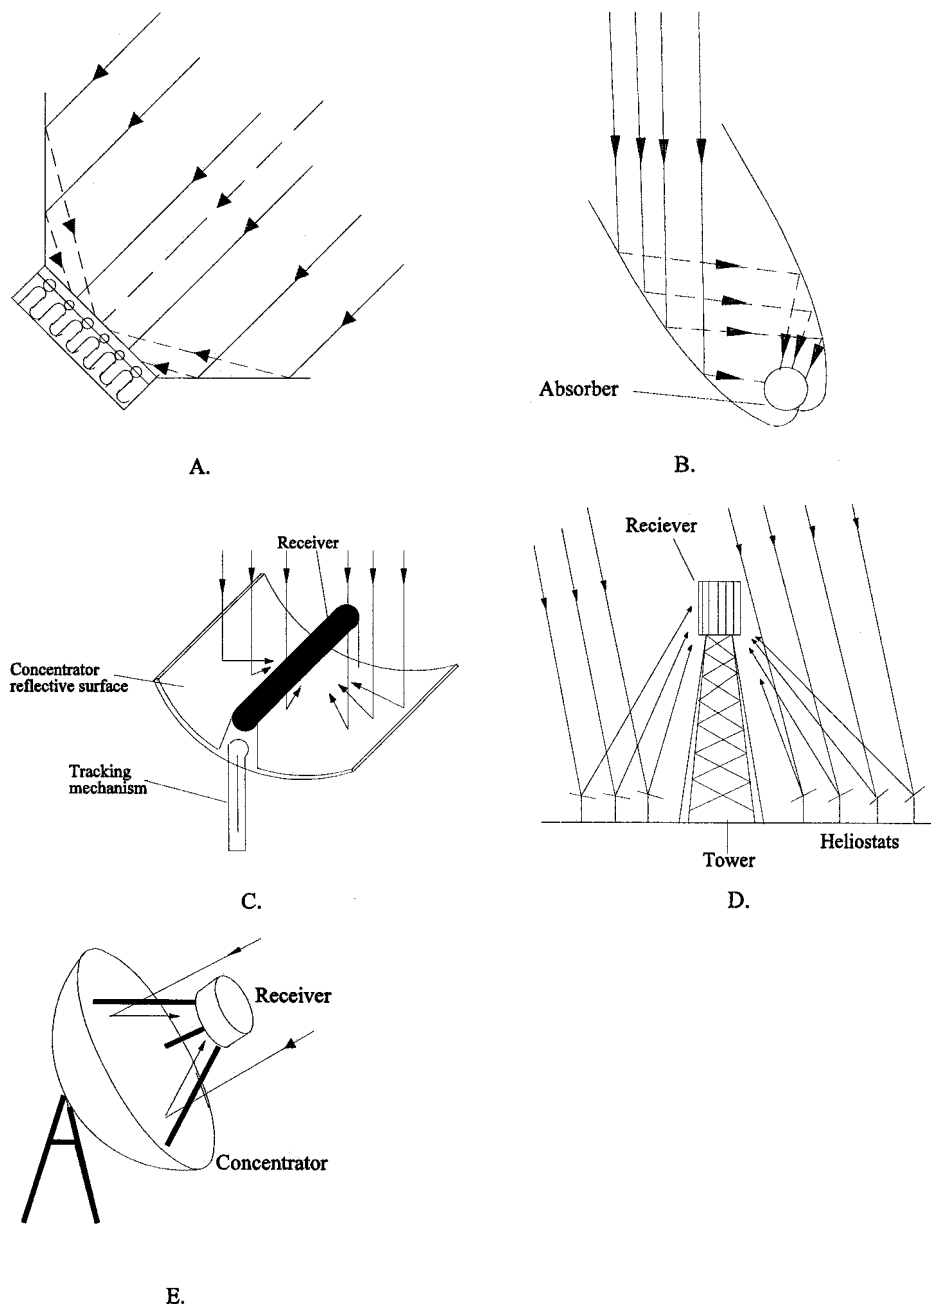 A.
Absorber
B.
Receiver
Concentrator
reflective surface
Tracking
mechanism
C.
Reciever
Heliostats
Tower
D.
Receiver
Concentrator
E.